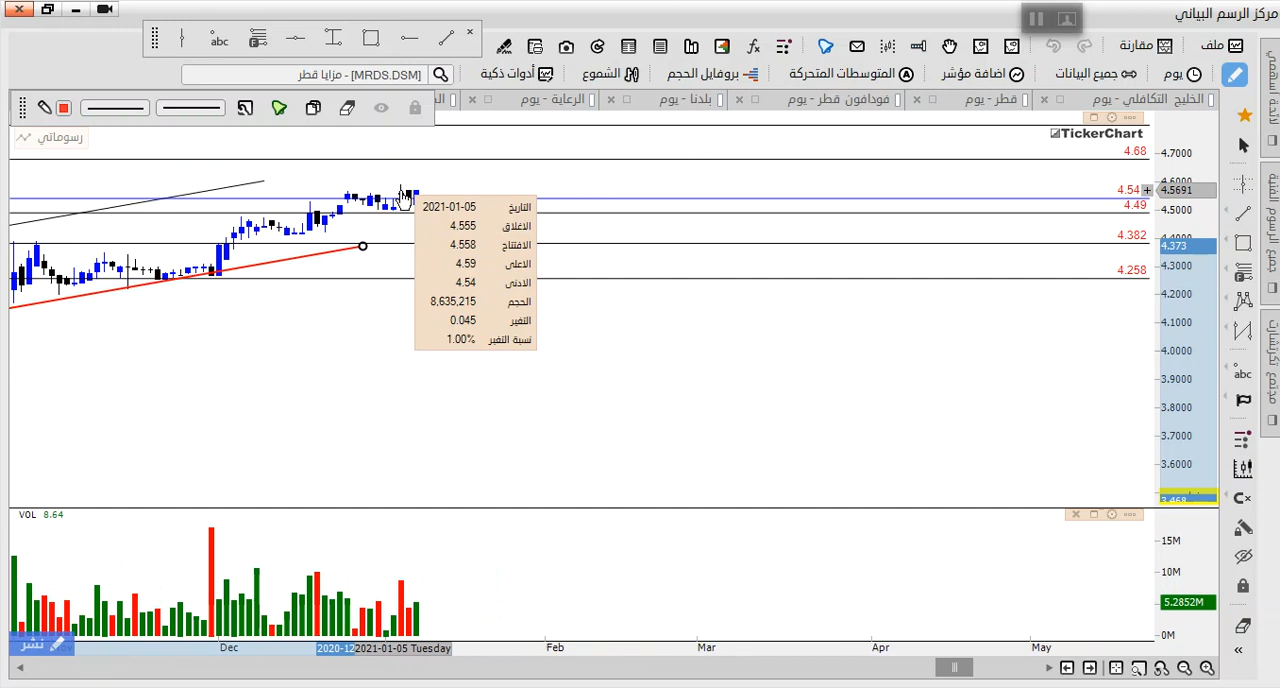 مركز الرسم البياني
abc
ملف
مقارنة
يوم
جميع البيانات
اضافة مؤشر
المتوسطات المتحركة
بروفايل الحجم
الشموع
أدوات ذكية
مزايا قطر - [MRDS.DSM]
الخليج التكافلي - يوم
قطر - يوم
فودافون قطر - يوم
بلدنا - يوم
الرعاية - يوم
رسوماتي
TickerChart
4.68
4.54
4.49
4.382
4.258
4.7000
4.6000
4.5691
4.5000
4.373
4.3000
4.2000
4.1000
4.0000
3.9000
3.8000
3.7000
3.6000
3.468
التاريخ 2021-01-05
الاغلاق 4.555
الافتتاح 4.558
الاعلى 4.59
الادنى 4.54
الحجم 8,635,215
التغير 0.045
نسبة التغير 1.00%
VOL 8.64
15M
10M
5.2852M
0M
نشر
Dec
2020-12
2021-01-05 Tuesday
Feb
Mar
Apr
May
abc